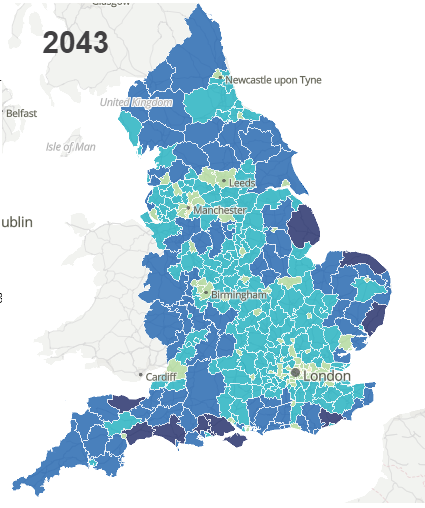 Glasgow
2043
Newcastle upon Tyne
United Kingdom
Belfast
Isle of Man
Leeds
Manchester
ublin
Birmingham
Cardiff
London